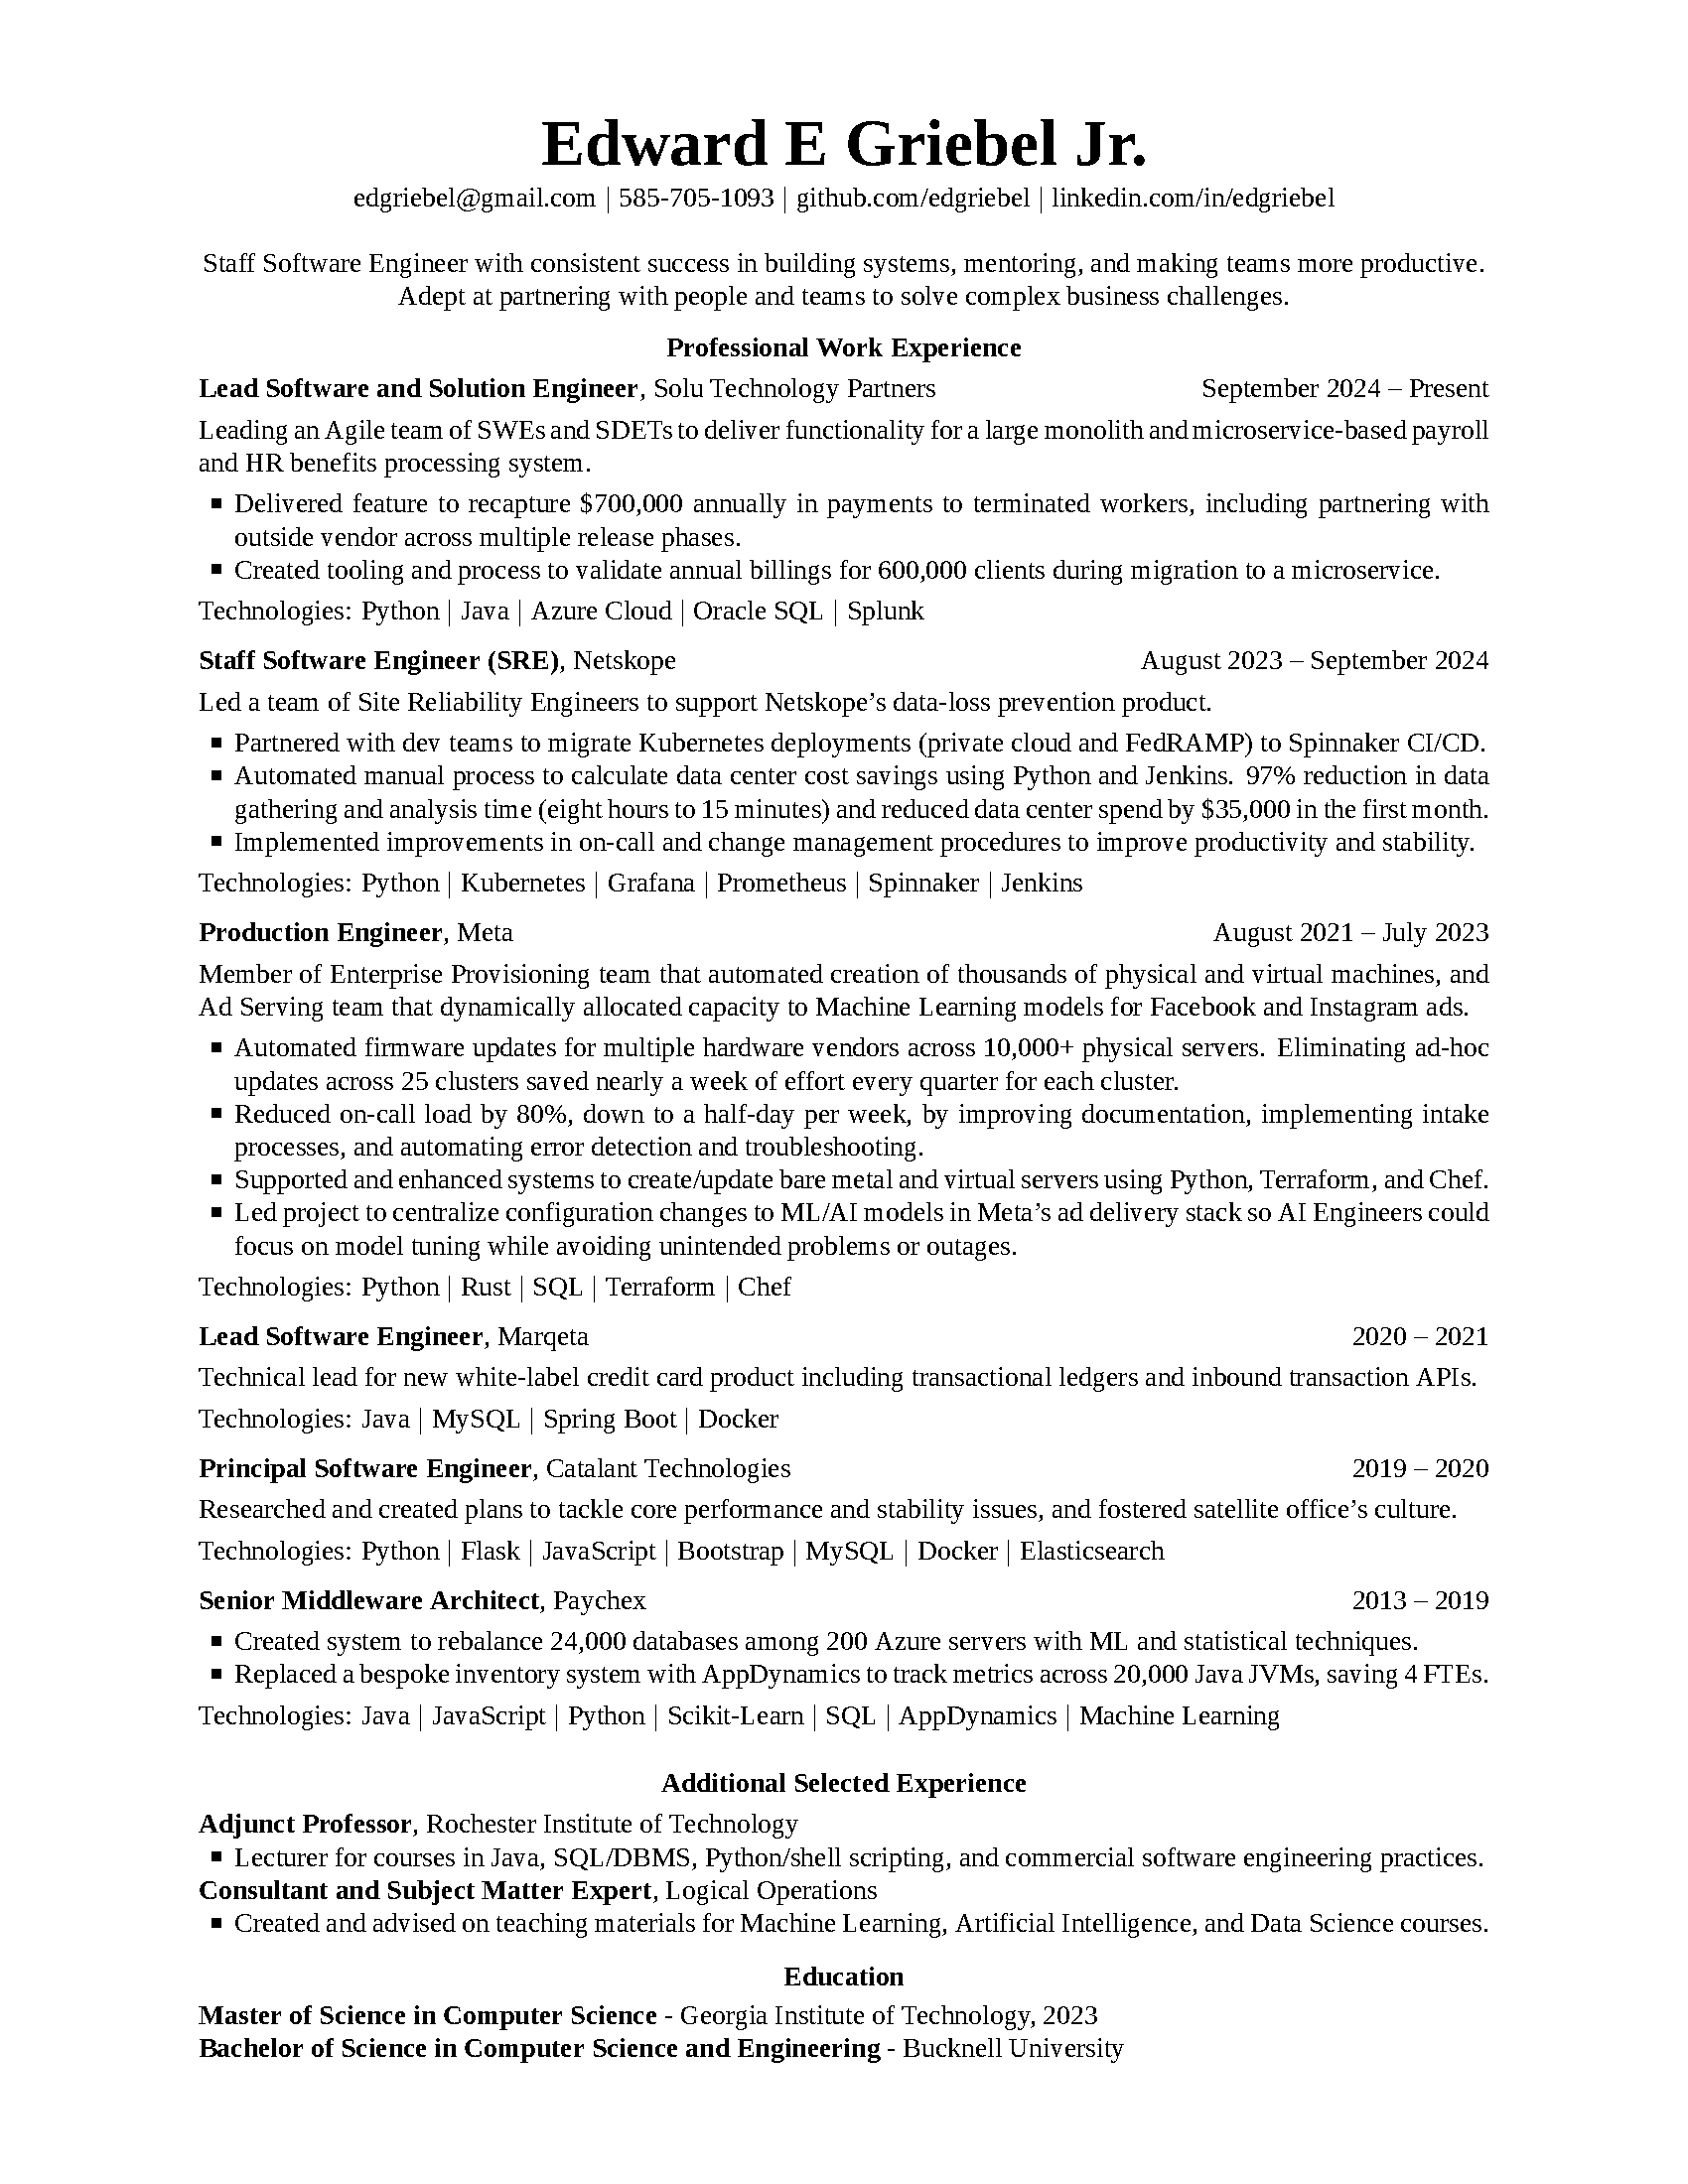 Edward E Griebel Jr.
edgriebel@gmail.com | 585-705-1093 | github.com/edgriebel | linkedin.com/in/edgriebel
Staff Software Engineer with consistent success in building systems, mentoring, and making teams more productive.
Adept at partnering with people and teams to solve complex business challenges.
Professional Work Experience
Lead Software and Solution Engineer, Solu Technology Partners September 2024 – Present
Leading an Agile team of SWEs and SDETs to deliver functionality for a large monolith and microservice-based payroll
and HR benefits processing system.
■ Delivered feature to recapture $700,000 annually in payments to terminated workers, including partnering with
outside vendor across multiple release phases.
■ Created tooling and process to validate annual billings for 600,000 clients during migration to a microservice.
Technologies: Python | Java | Azure Cloud | Oracle SQL | Splunk
Staff Software Engineer (SRE), Netskope August 2023 – September 2024
Led a team of Site Reliability Engineers to support Netskope’s data-loss prevention product.
■ Partnered with dev teams to migrate Kubernetes deployments (private cloud and FedRAMP) to Spinnaker CI/CD.
■ Automated manual process to calculate data center cost savings using Python and Jenkins. 97% reduction in data
gathering and analysis time (eight hours to 15 minutes) and reduced data center spend by $35,000 in the first month.
■ Implemented improvements in on-call and change management procedures to improve productivity and stability.
Technologies: Python | Kubernetes | Grafana | Prometheus | Spinnaker | Jenkins
Production Engineer, Meta August 2021 – July 2023
Member of Enterprise Provisioning team that automated creation of thousands of physical and virtual machines, and
Ad Serving team that dynamically allocated capacity to Machine Learning models for Facebook and Instagram ads.
■ Automated firmware updates for multiple hardware vendors across 10,000+ physical servers. Eliminating ad-hoc
updates across 25 clusters saved nearly a week of effort every quarter for each cluster.
■ Reduced on-call load by 80%, down to a half-day per week, by improving documentation, implementing intake
processes, and automating error detection and troubleshooting.
■ Supported and enhanced systems to create/update bare metal and virtual servers using Python, Terraform, and Chef.
■ Led project to centralize configuration changes to ML/AI models in Meta’s ad delivery stack so AI Engineers could
focus on model tuning while avoiding unintended problems or outages.
Technologies: Python | Rust | SQL | Terraform | Chef
Lead Software Engineer, Marqeta 2020 – 2021
Technical lead for new white-label credit card product including transactional ledgers and inbound transaction APIs.
Technologies: Java | MySQL | Spring Boot | Docker
Principal Software Engineer, Catalant Technologies 2019 – 2020
Researched and created plans to tackle core performance and stability issues, and fostered satellite office’s culture.
Technologies: Python | Flask | JavaScript | Bootstrap | MySQL | Docker | Elasticsearch
Senior Middleware Architect, Paychex 2013 – 2019
■ Created system to rebalance 24,000 databases among 200 Azure servers with ML and statistical techniques.
■ Replaced a bespoke inventory system with AppDynamics to track metrics across 20,000 Java JVMs, saving 4 FTEs.
Technologies: Java | JavaScript | Python | Scikit-Learn | SQL | AppDynamics | Machine Learning
Additional Selected Experience
Adjunct Professor, Rochester Institute of Technology
■ Lecturer for courses in Java, SQL/DBMS, Python/shell scripting, and commercial software engineering practices.
Consultant and Subject Matter Expert, Logical Operations
■ Created and advised on teaching materials for Machine Learning, Artificial Intelligence, and Data Science courses.
Education
Master of Science in Computer Science - Georgia Institute of Technology, 2023
Bachelor of Science in Computer Science and Engineering - Bucknell University